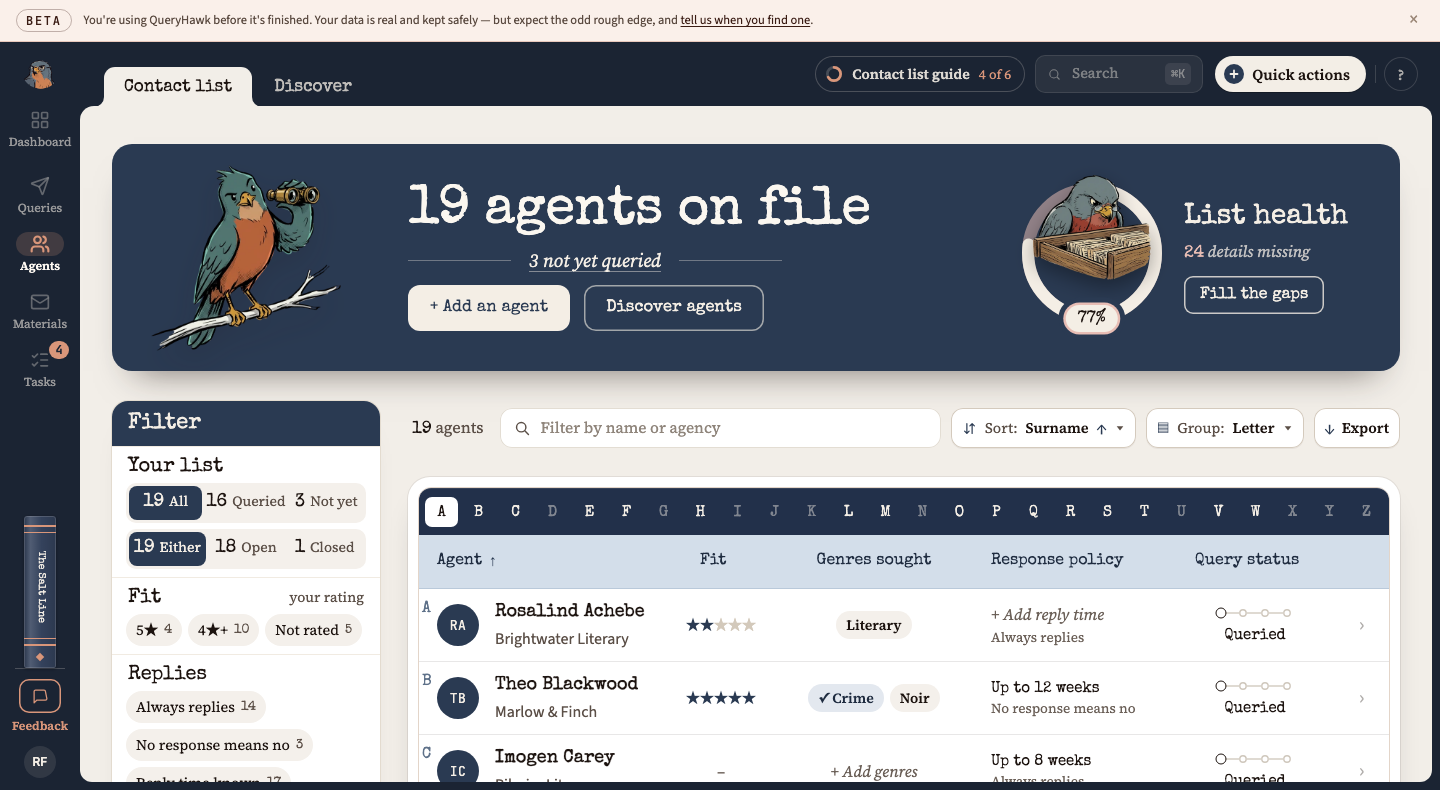 BETA
You're using QueryHawk before it's finished. Your data is real and kept safely — but expect the odd rough edge, and tell us when you find one.
×
Contact list
Discover
Contact list guide 4 of 6
Search
⌘K
+ Quick actions
?
Dashboard
Queries
Agents
Materials
4
Tasks
The Salt Line
Feedback
RF
19 agents on file
3 not yet queried
+ Add an agent
Discover agents
77%
List health
24 details missing
Fill the gaps
Filter
Your list
19 All
16 Queried
3 Not yet
19 Either
18 Open
1 Closed
Fit
your rating
5★ 4
4★+ 10
Not rated 5
Replies
Always replies 14
No response means no 3
Reply time known 17
19 agents
Filter by name or agency
Sort: Surname ↑
Group: Letter
↓ Export
A B C D E F G H I J K L M N O P Q R S T U V W X Y Z
Agent ↑
Fit
Genres sought
Response policy
Query status
A
RA
Rosalind Achebe
Brightwater Literary
★★★★★
Literary
+ Add reply time
Always replies
Queried
›
B
TB
Theo Blackwood
Marlow & Finch
★★★★★
✓ Crime
Noir
Up to 12 weeks
No response means no
Queried
›
C
IC
Imogen Carey
–
+ Add genres
Up to 8 weeks
Always replies
Queried
›